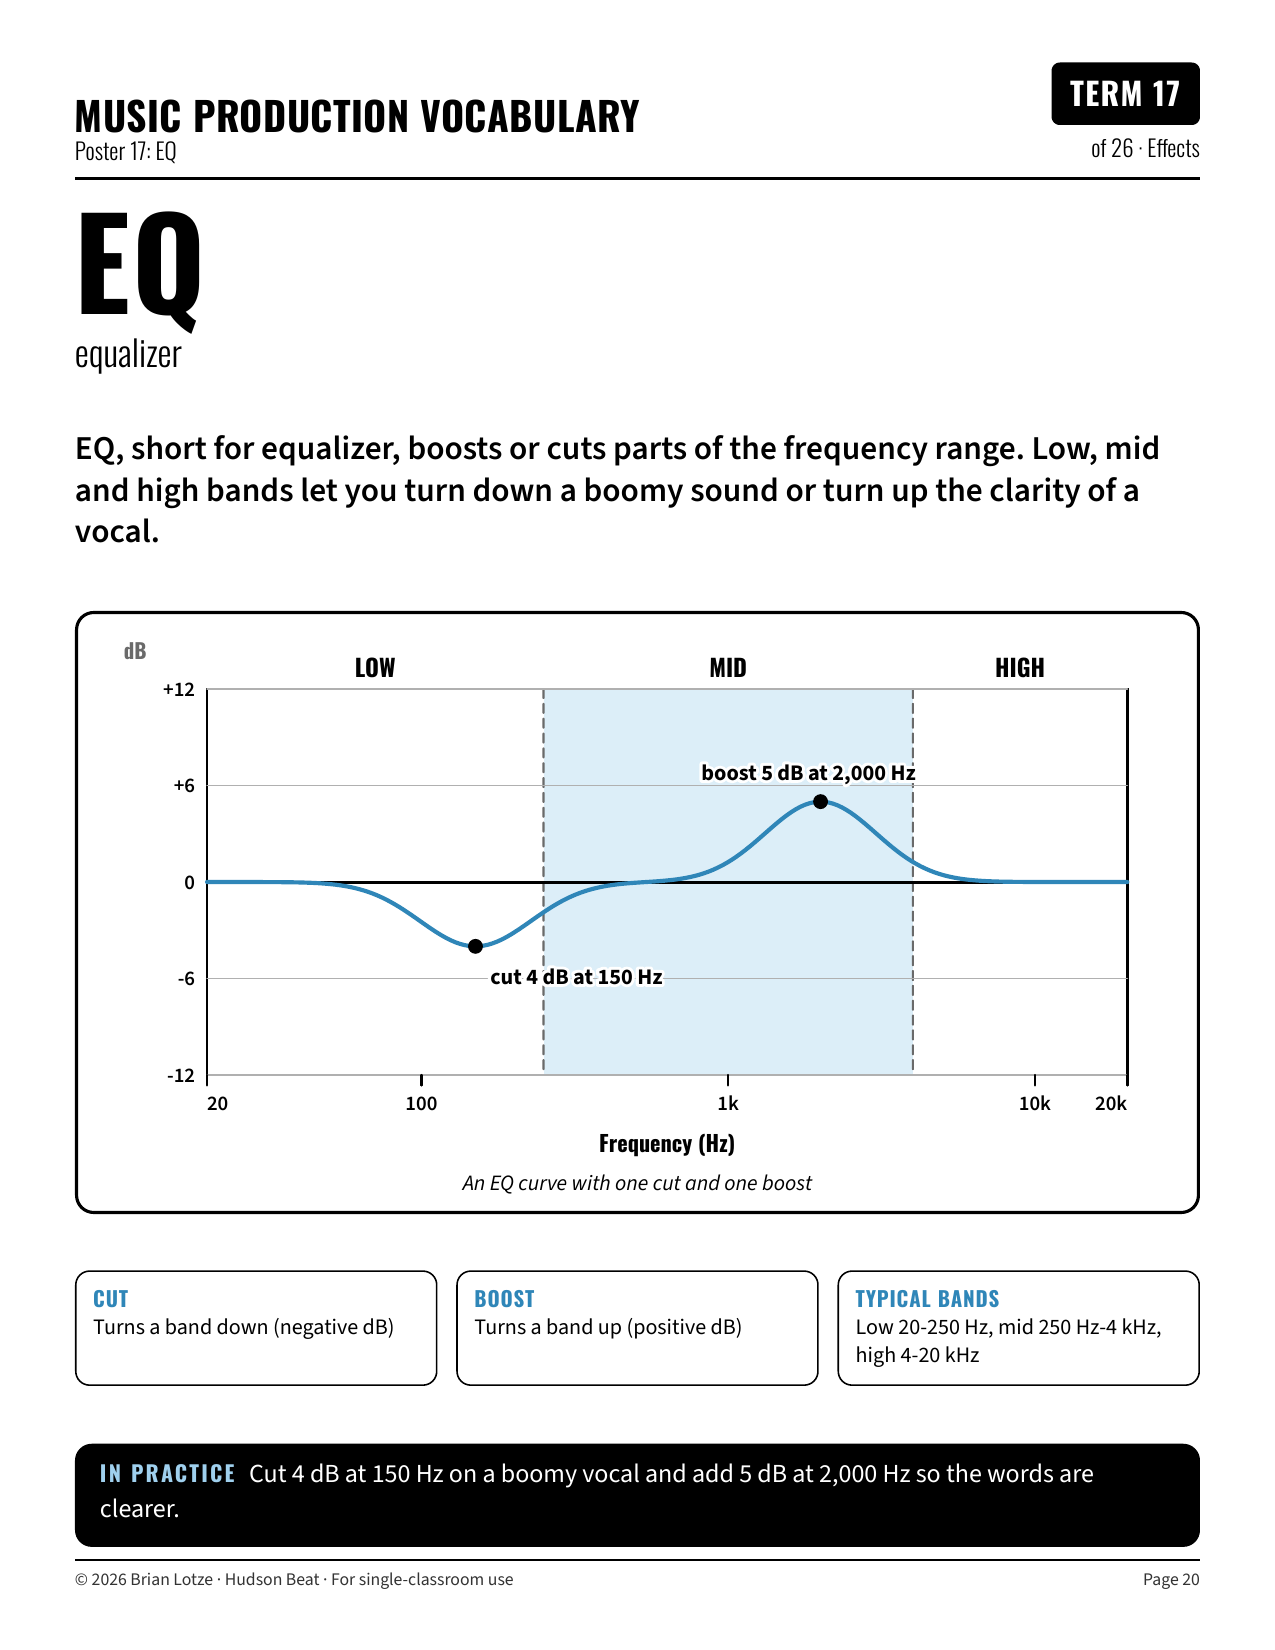 MUSIC PRODUCTION VOCABULARY
Poster 17: EQ
TERM 17
of 26 · Effects
EQ
equalizer
EQ, short for equalizer, boosts or cuts parts of the frequency range. Low, mid
and high bands let you turn down a boomy sound or turn up the clarity of a
vocal.
dB
LOW MID HIGH
+12
boost 5 dB at 2,000 Hz
+6
0
cut 4 dB at 150 Hz
-6
-12
20 100 1k 10k 20k
Frequency (Hz)
An EQ curve with one cut and one boost
CUT
Turns a band down (negative dB)
BOOST
Turns a band up (positive dB)
TYPICAL BANDS
Low 20-250 Hz, mid 250 Hz-4 kHz,
high 4-20 kHz
IN PRACTICE Cut 4 dB at 150 Hz on a boomy vocal and add 5 dB at 2,000 Hz so the words are
clearer.
© 2026 Brian Lotze · Hudson Beat · For single-classroom use
Page 20